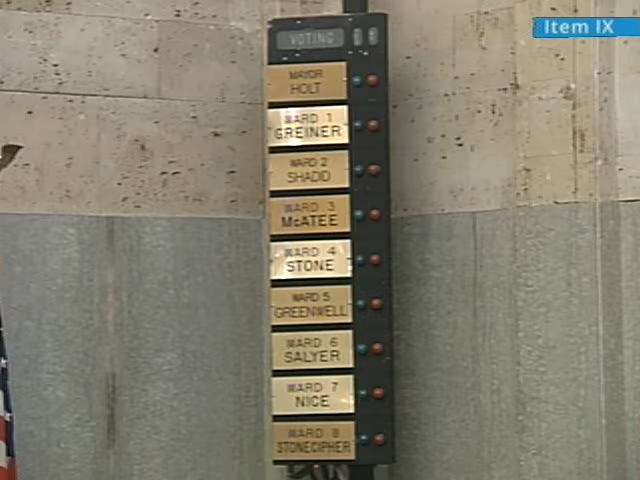 Item IX
VOTING
MAYOR
HOLT
WARD 1
GREINER
WARD 2
SHADID
WARD 3
McATEE
WARD 4
STONE
WARD 5
GREENWELL
WARD 6
SALYER
WARD 7
NICE
WARD 8
STONECIPHER